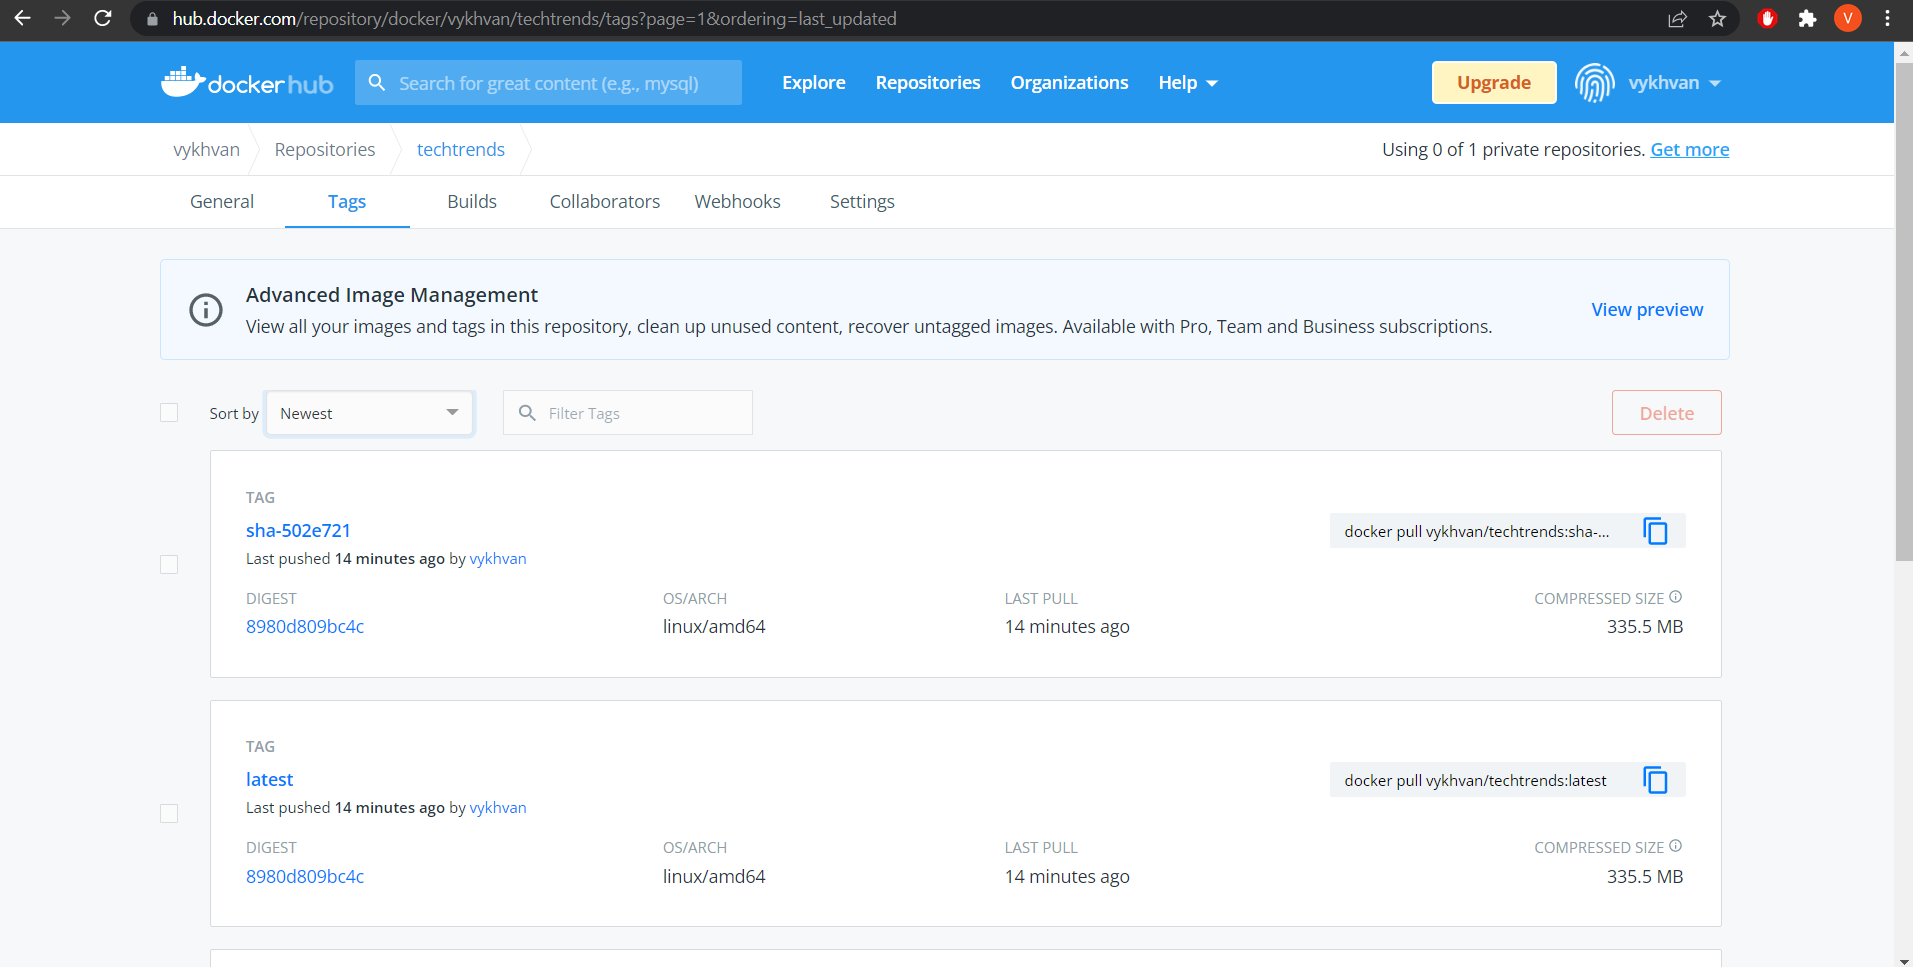 hub.docker.com/repository/docker/vykhvan/techtrends/tags?page=1&ordering=last_updated
V
dockerhub
Search for great content (e.g., mysql)
Explore
Repositories
Organizations
Help
Upgrade
vykhvan
vykhvan
Repositories
techtrends
Using 0 of 1 private repositories. Get more
General
Tags
Builds
Collaborators
Webhooks
Settings
Advanced Image Management
View all your images and tags in this repository, clean up unused content, recover untagged images. Available with Pro, Team and Business subscriptions.
View preview
Sort by
Newest
Filter Tags
Delete
TAG
sha-502e721
Last pushed 14 minutes ago by vykhvan
docker pull vykhvan/techtrends:sha-...
DIGEST
8980d809bc4c
OS/ARCH
linux/amd64
LAST PULL
14 minutes ago
COMPRESSED SIZE
335.5 MB
TAG
latest
Last pushed 14 minutes ago by vykhvan
docker pull vykhvan/techtrends:latest
DIGEST
8980d809bc4c
OS/ARCH
linux/amd64
LAST PULL
14 minutes ago
COMPRESSED SIZE
335.5 MB